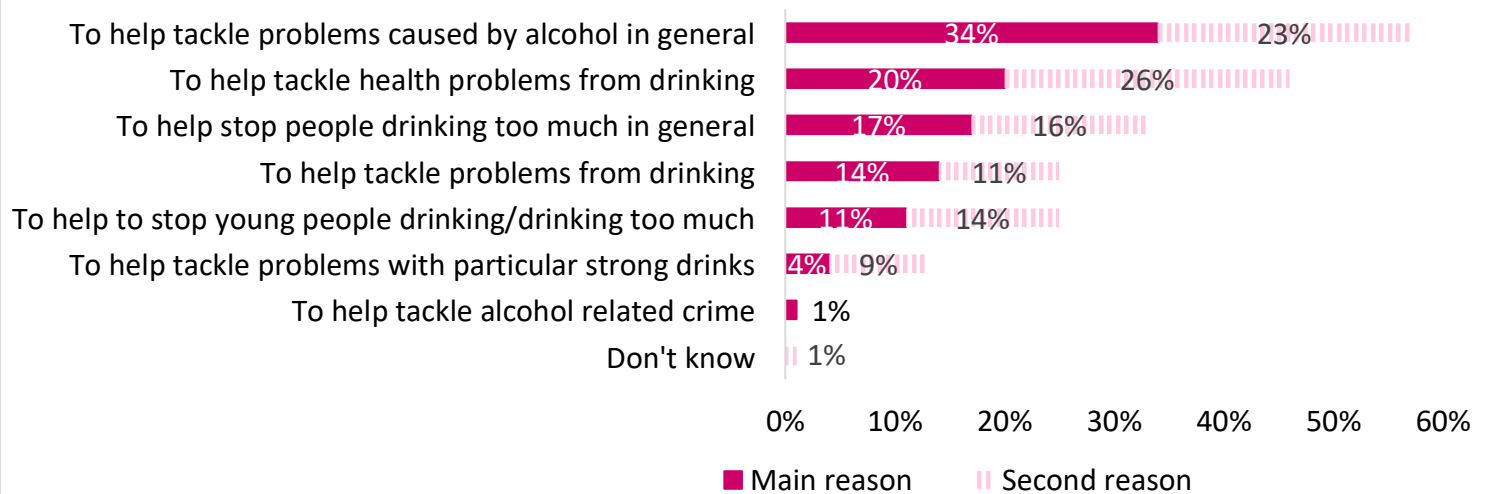 To help tackle problems caused by alcohol in general 34% 23%
To help tackle health problems from drinking 20% 26%
To help stop people drinking too much in general 17% 16%
To help tackle problems from drinking 14% 11%
To help to stop young people drinking/drinking too much 11% 14%
To help tackle problems with particular strong drinks 4% 9%
To help tackle alcohol related crime 1%
Don't know 1%
0% 10% 20% 30% 40% 50% 60%
Main reason Second reason